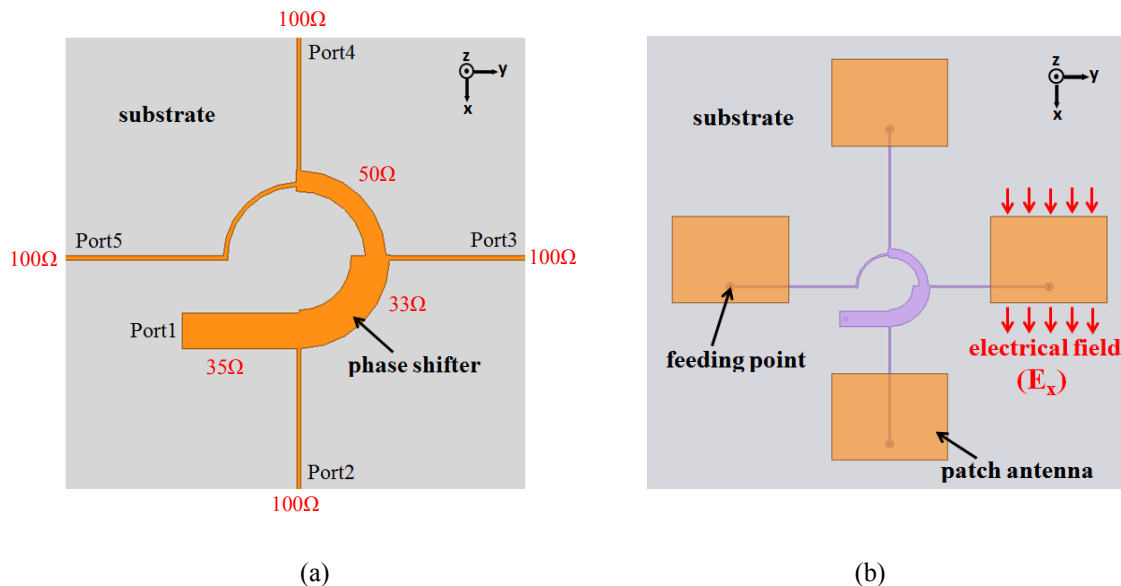 100Ω
Port4
z
y
x
substrate
50Ω
Port5
Port3
100Ω
100Ω
Port1
33Ω
35Ω
phase shifter
Port2
100Ω
(a)
z
y
x
substrate
feeding point
electrical field
(Ex)
patch antenna
(b)